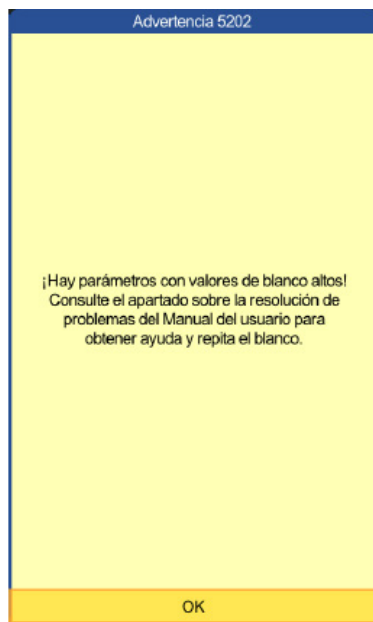 Advertencia 5202
¡Hay parámetros con valores de blanco altos!
Consulte el apartado sobre la resolución de
problemas del Manual del usuario para
obtener ayuda y repita el blanco.
OK